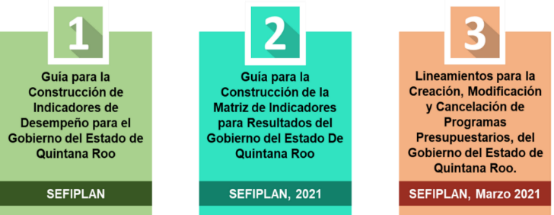 1
Guía para la
Construcción de
Indicadores de
Desempeño para el
Gobierno del Estado de
Quintana Roo
SEFIPLAN
2
Guía para la
Construcción de la
Matriz de Indicadores
para Resultados del
Gobierno del Estado De
Quintana Roo
SEFIPLAN, 2021
3
Lineamientos para la
Creación, Modificación
y Cancelación de
Programas
Presupuestarios, del
Gobierno del Estado de
Quintana Roo.
SEFIPLAN, Marzo 2021